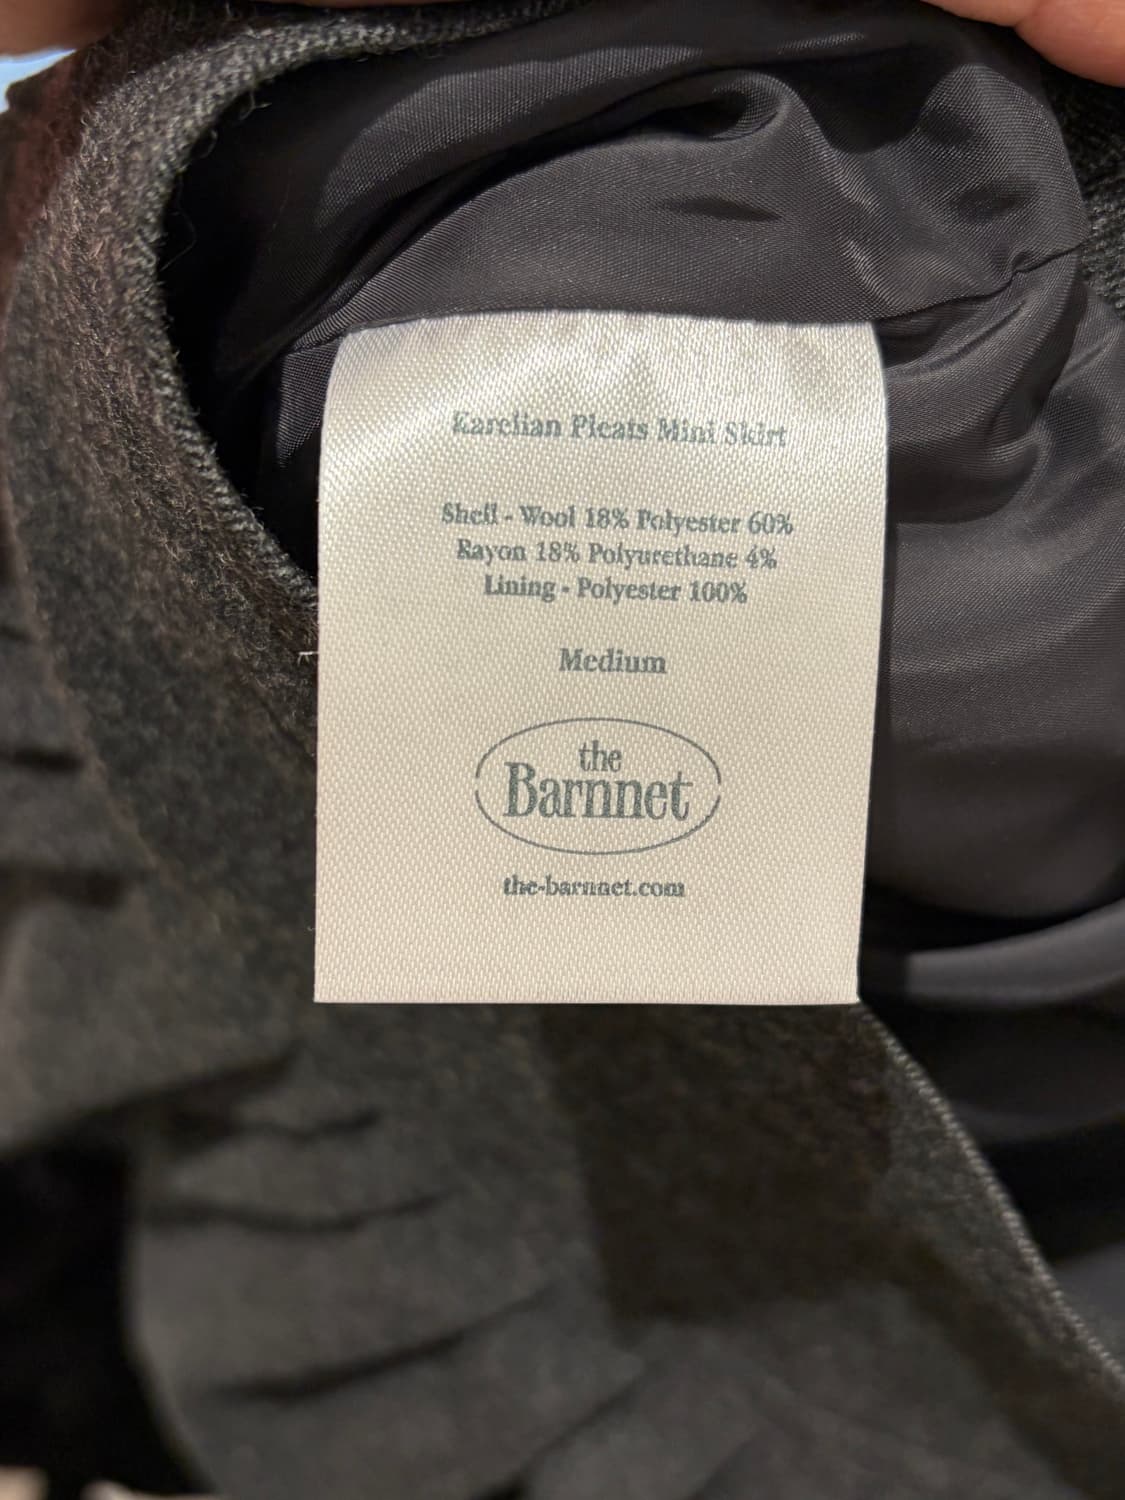 Karelian Pleats Mini Skirt
Shell - Wool 18% Polyester 60%
Rayon 18% Polyurethane 4%
Lining - Polyester 100%
Medium
the
Barnnet
the-barnnet.com